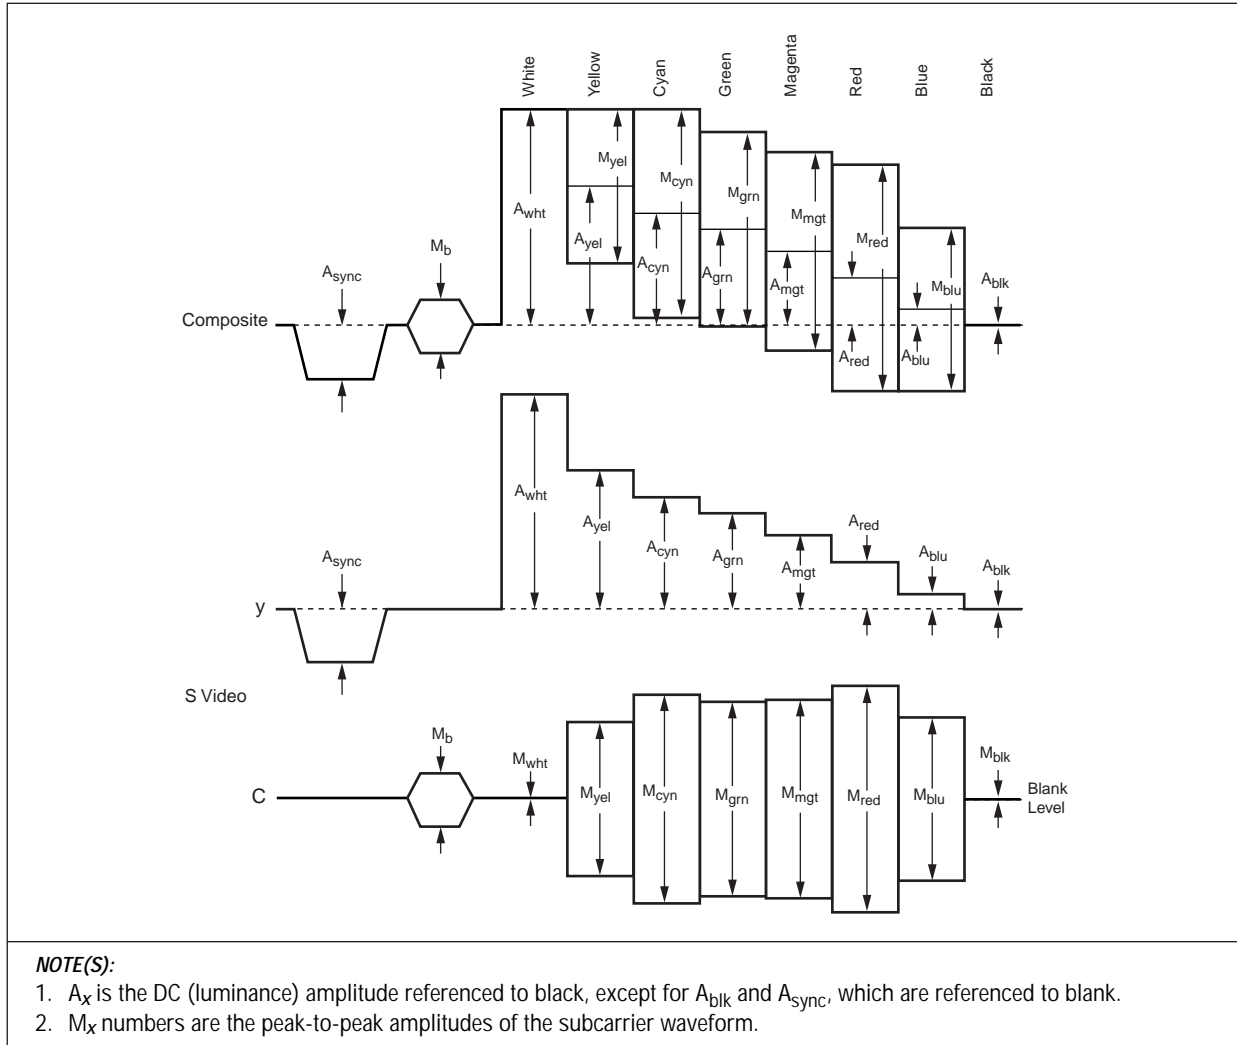 White Yellow Cyan Green Magenta Red Blue Black
Myel
Mcyn
Mgrn
Mmgt
Mred
Mblu
Awht
Ayel
Acyn
Agrn
Amgt
Ared
Ablu
Ablk
Async
Mb
Composite
Awht
Ayel
Acyn
Agrn
Amgt
Ared
Ablu
Ablk
Async
y
S Video
Mb
Mwht
Myel
Mcyn
Mgrn
Mmgt
Mred
Mblu
Mblk
C
Blank
Level
NOTE(S):
1. Ax is the DC (luminance) amplitude referenced to black, except for Ablk and Async, which are referenced to blank.
2. Mx numbers are the peak-to-peak amplitudes of the subcarrier waveform.